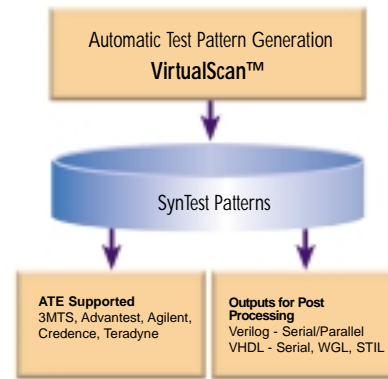 Automatic Test Pattern Generation
VirtualScan™
SynTest Patterns
ATE Supported
3MTS, Advantest, Agilent,
Credence, Teradyne
Outputs for Post
Processing
Verilog - Serial/Parallel
VHDL - Serial, WGL, STIL